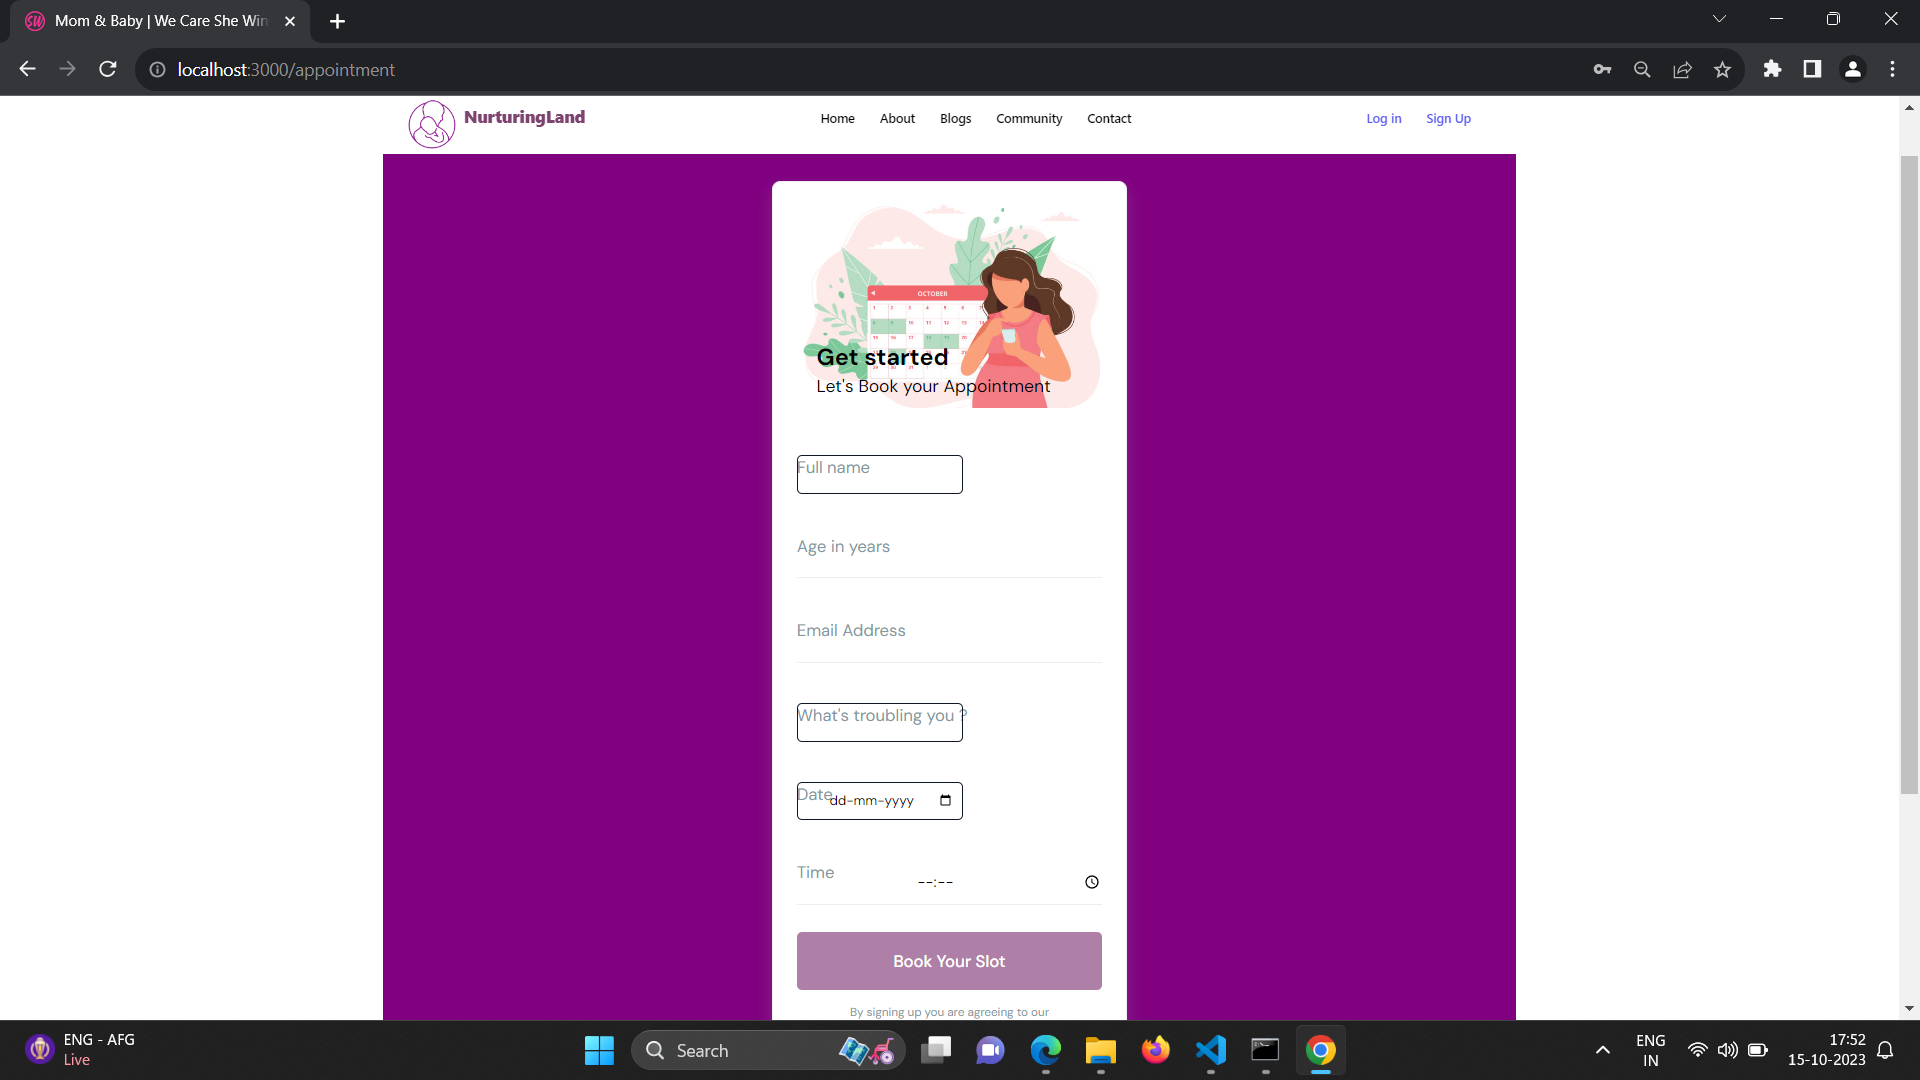 Mom & Baby | We Care She Win
localhost:3000/appointment
NurturingLand
Home About Blogs Community Contact
Log in Sign Up
OCTOBER
Get started
Let's Book your Appointment
Full name
Age in years
Email Address
What's troubling you ?
Date dd-mm-yyyy
Time --:--
Book Your Slot
By signing up you are agreeing to our
ENG - AFG
Live
Search
ENG
IN
17:52
15-10-2023